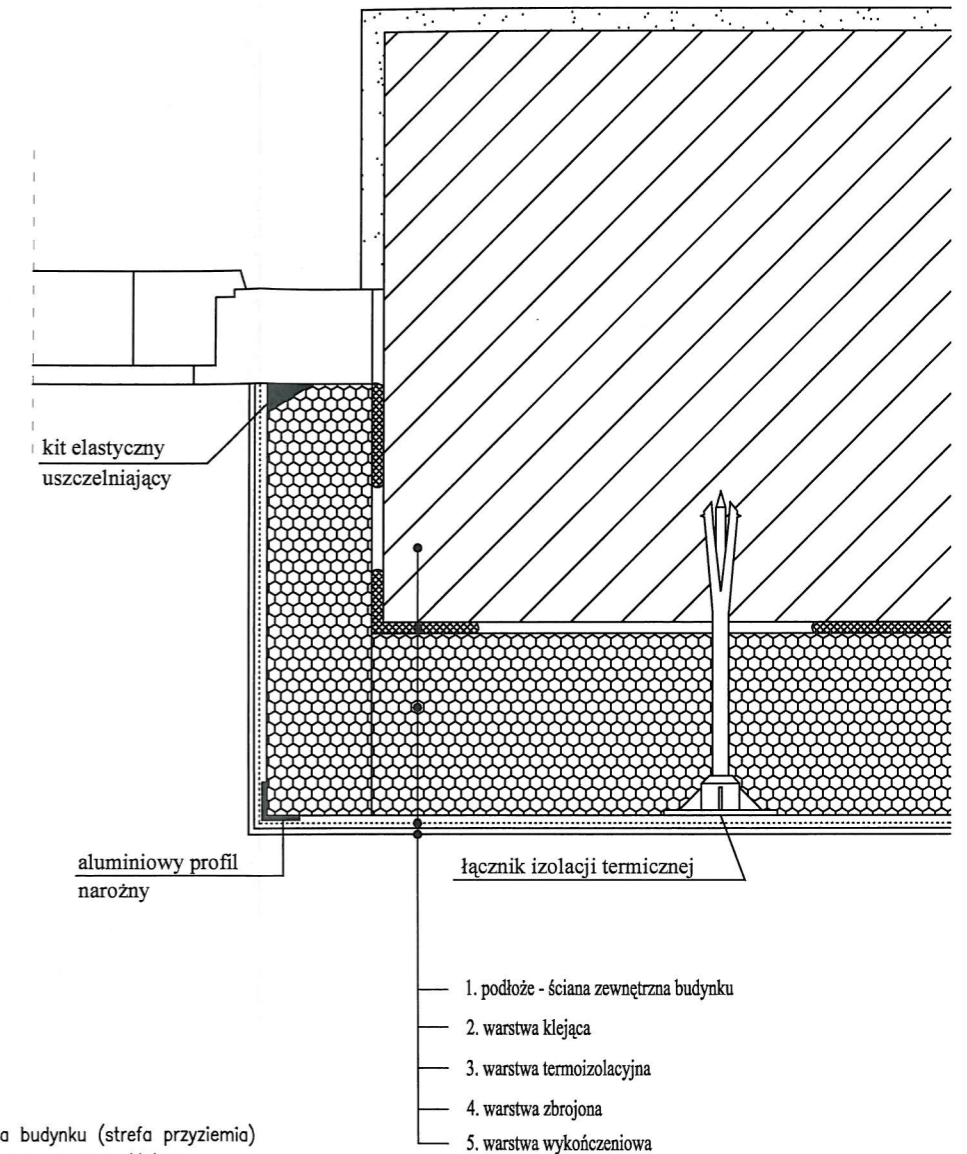 kit elastyczny
uszczelniający
aluminiowy profil
narożny
łącznik izolacji termicznej
1. podłoże - ściana zewnętrzna budynku
2. warstwa klejąca
3. warstwa termoizolacyjna
4. warstwa zbrojona
5. warstwa wykończeniowa
budynku (strefa przyziemia)